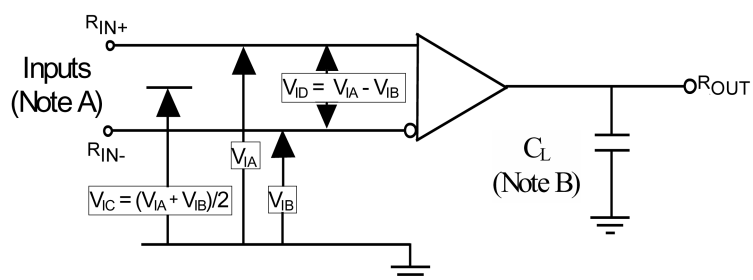 RIN+
Inputs
(Note A)
VID = VIA - VIB
ROUT
RIN-
VIA
CL
(Note B)
VIC = (VIA + VIB)/2
VIB